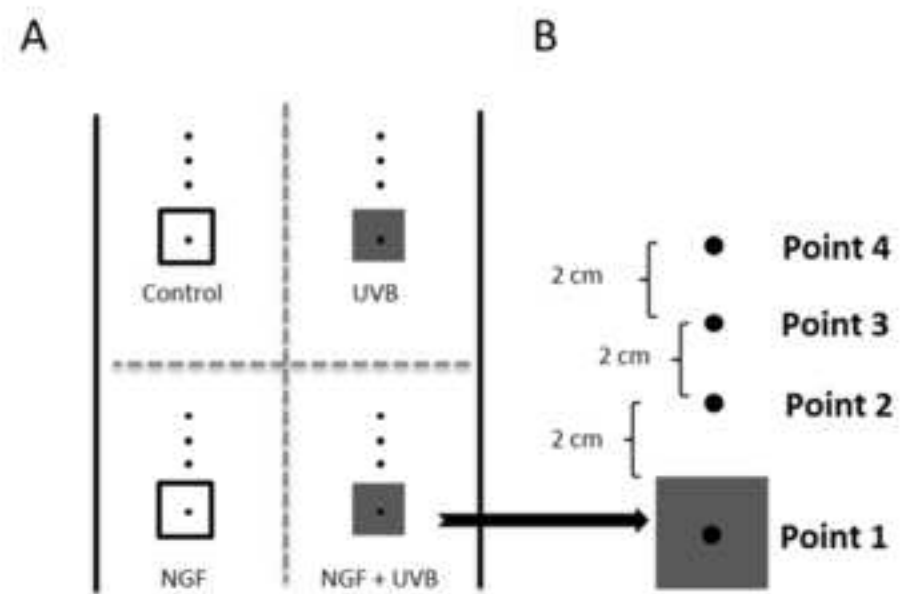 A
B
Control
UVB
NGF
NGF + UVB
Point 4
2 cm
Point 3
2 cm
Point 2
2 cm
Point 1